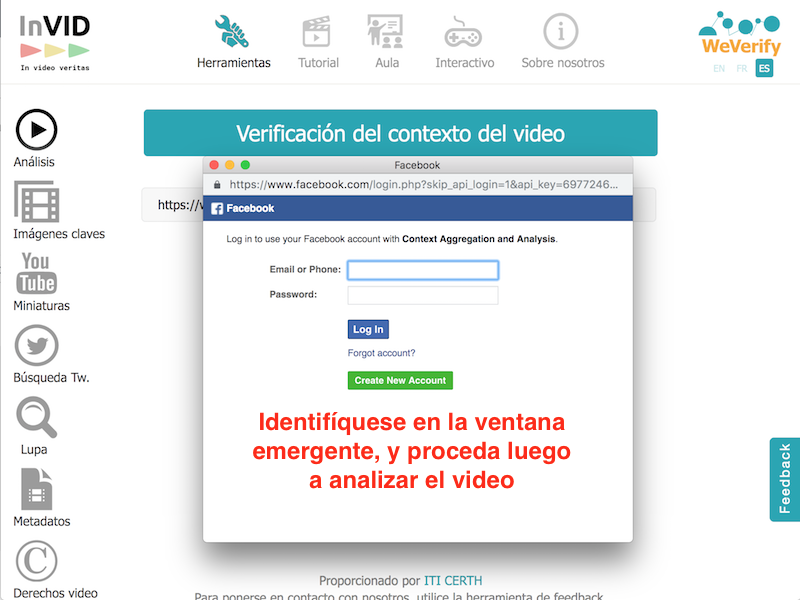 InVID
In video veritas
Herramientas
Tutorial
Aula
Interactivo
Sobre nosotros
WeVerify
EN FR ES
Análisis
Imágenes claves
You
Tube
Miniaturas
Búsqueda Tw.
Lupa
Metadatos
Derechos video
Verificación del contexto del video
https://w
Facebook
https://www.facebook.com/login.php?skip_api_login=1&api_key=6977246...
Facebook
Log in to use your Facebook account with Context Aggregation and Analysis.
Email or Phone:
Password:
Log In
Forgot account?
Create New Account
Identifíquese en la ventana
emergente, y proceda luego
a analizar el video
Feedback
Proporcionado por ITI CERTH
Para ponerse en contacto con nosotros, utilice la herramienta de feedback